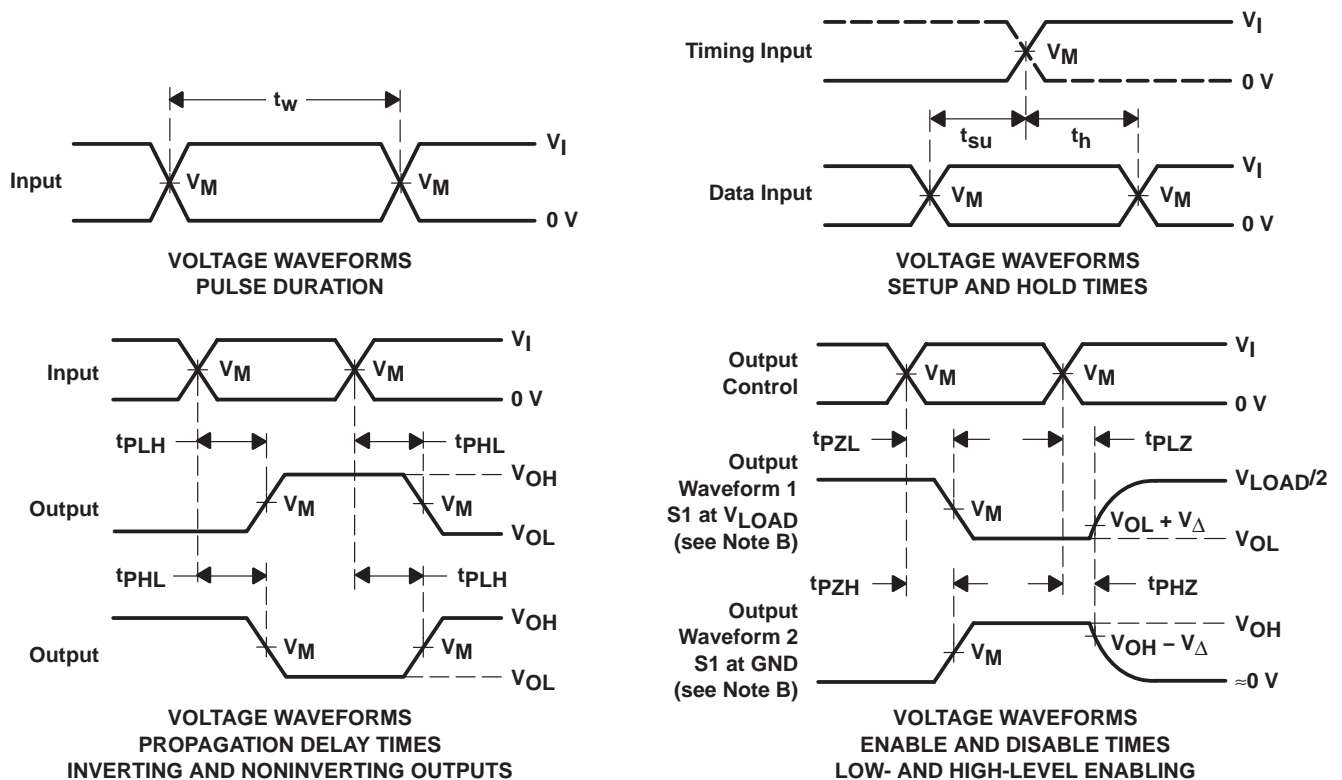 t_w
V_I
Input
V_M
V_M
0 V
VOLTAGE WAVEFORMS
PULSE DURATION
V_I
Timing Input
V_M
0 V
t_su
t_h
V_I
Data Input
V_M
V_M
0 V
VOLTAGE WAVEFORMS
SETUP AND HOLD TIMES
V_I
Input
V_M
V_M
0 V
t_PLH
t_PHL
V_OH
Output
V_M
V_M
V_OL
t_PHL
t_PLH
V_OH
Output
V_M
V_M
V_OL
VOLTAGE WAVEFORMS
PROPAGATION DELAY TIMES
INVERTING AND NONINVERTING OUTPUTS
Output
Control
V_I
V_M
V_M
0 V
t_PZL
t_PLZ
Output
Waveform 1
S1 at V_LOAD
(see Note B)
V_LOAD/2
V_M
V_OL + V_Δ
V_OL
t_PZH
t_PHZ
Output
Waveform 2
S1 at GND
(see Note B)
V_OH
V_M
V_OH − V_Δ
≈0 V
VOLTAGE WAVEFORMS
ENABLE AND DISABLE TIMES
LOW- AND HIGH-LEVEL ENABLING